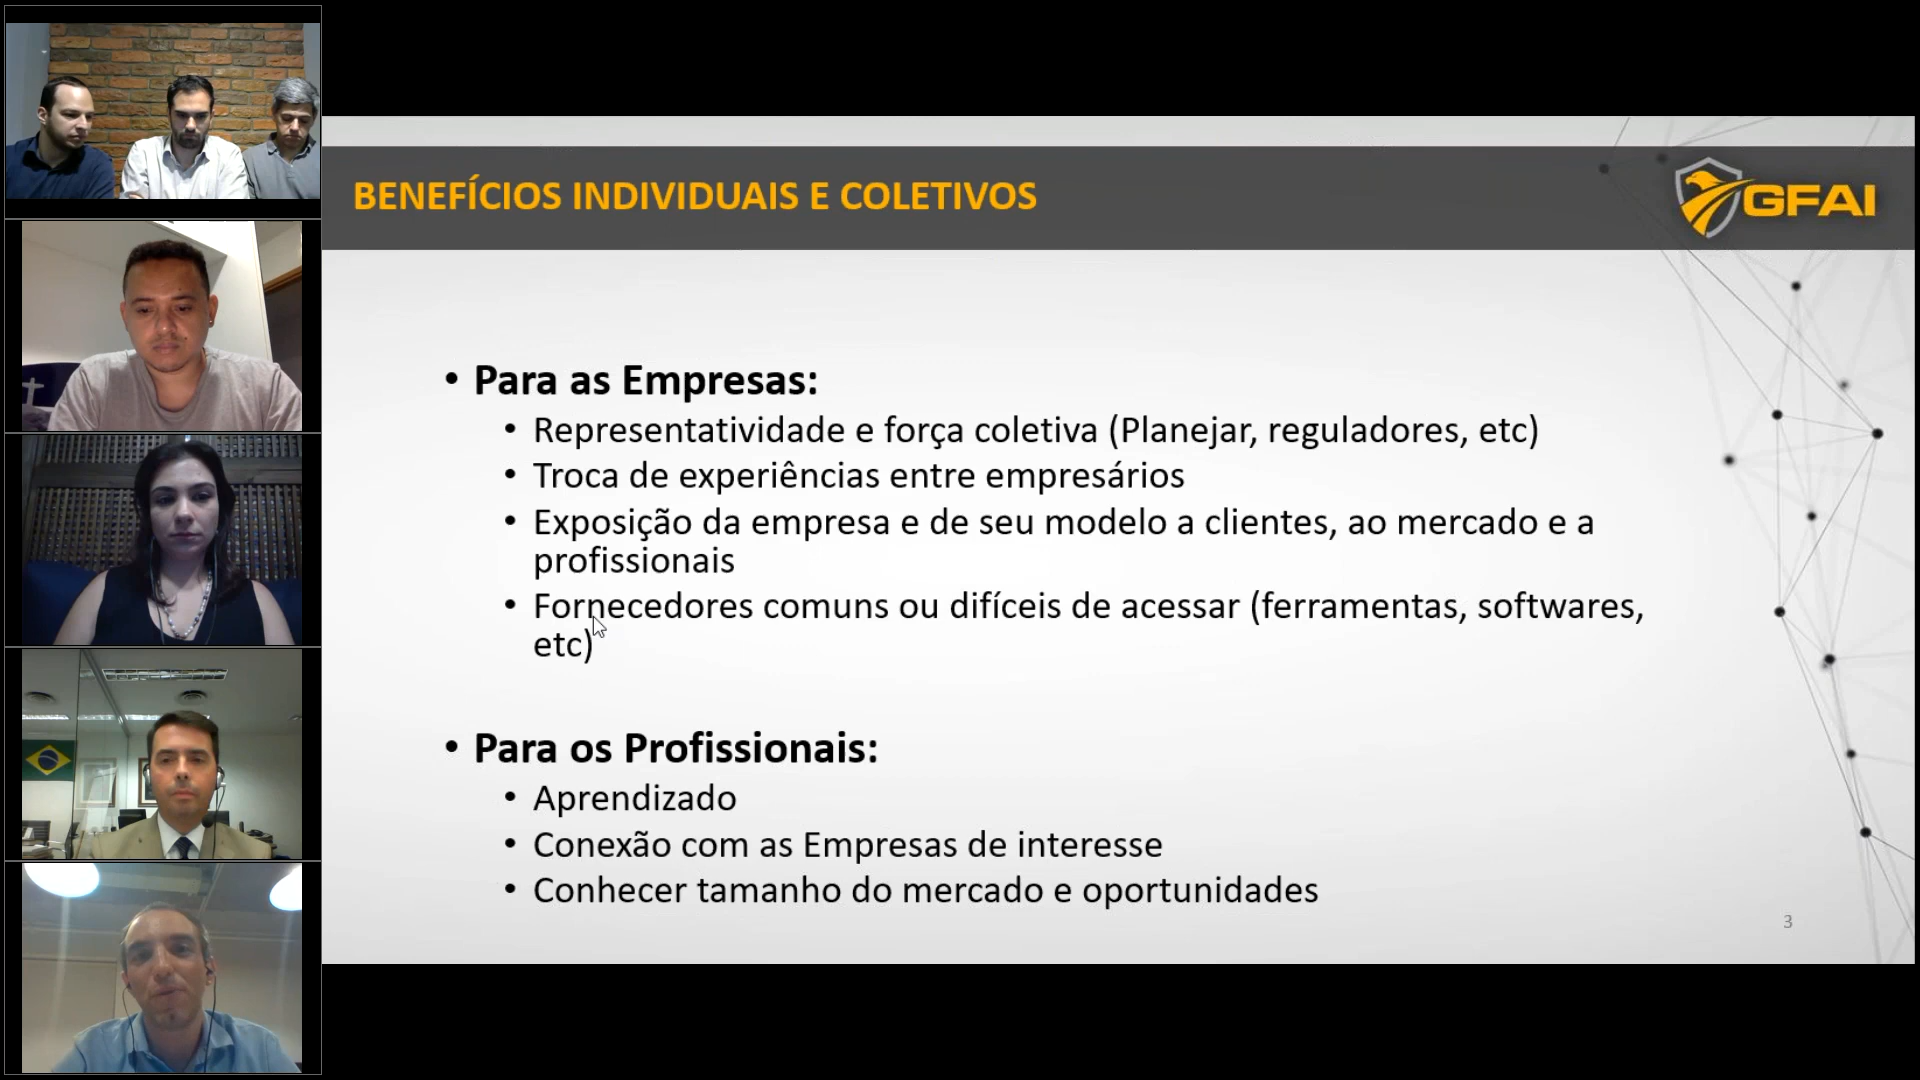 BENEFÍCIOS INDIVIDUAIS E COLETIVOS
GFAI
• Para as Empresas:
• Representatividade e força coletiva (Planejar, reguladores, etc)
• Troca de experiências entre empresários
• Exposição da empresa e de seu modelo a clientes, ao mercado e a
profissionais
• Fornecedores comuns ou difíceis de acessar (ferramentas, softwares,
etc)
• Para os Profissionais:
• Aprendizado
• Conexão com as Empresas de interesse
• Conhecer tamanho do mercado e oportunidades
3